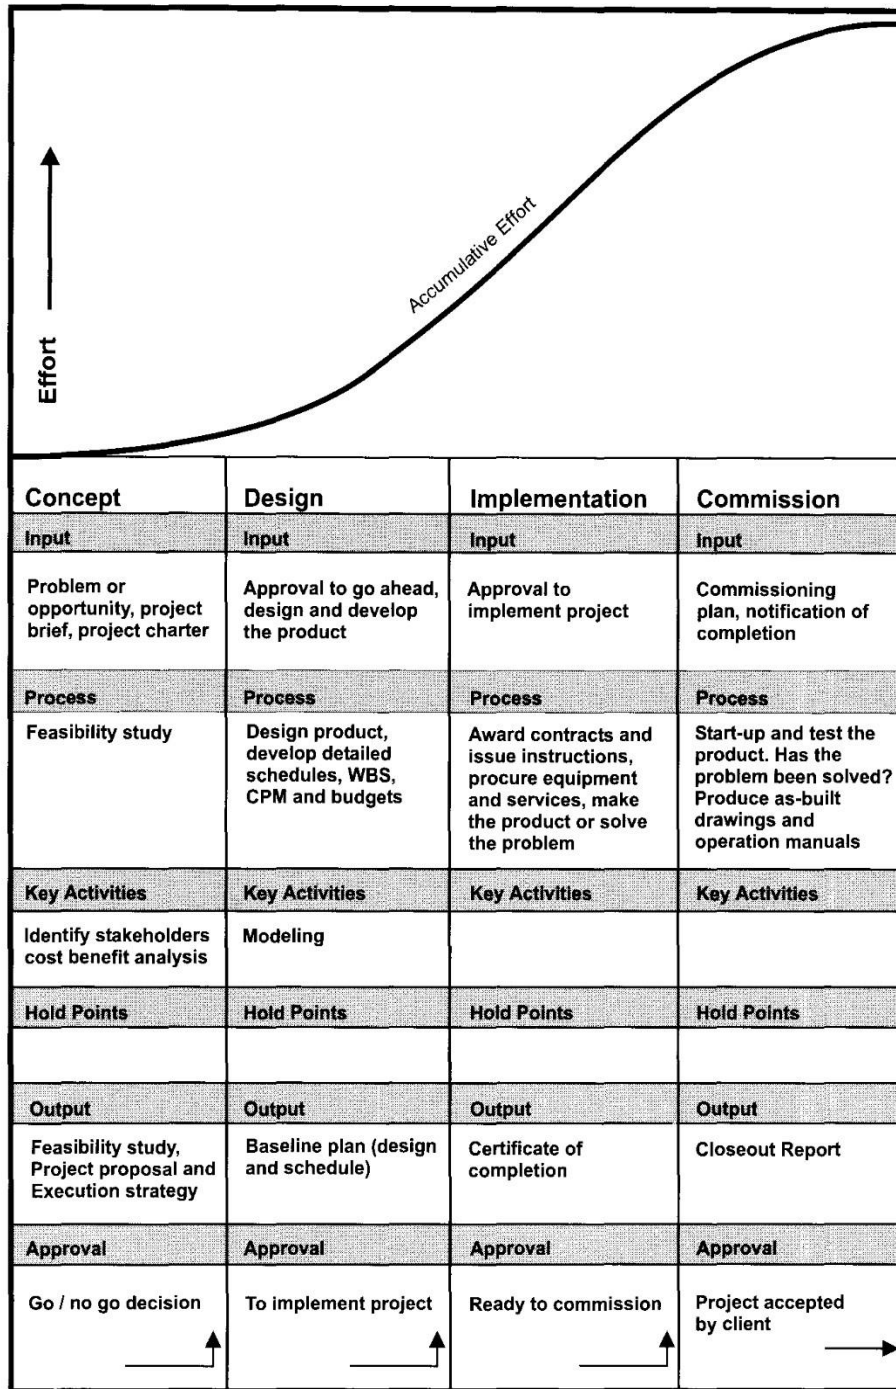 Effort
Accumulative Effort
Concept
Design
Implementation
Commission
Input
Input
Input
Input
Problem or
opportunity, project
brief, project charter
Approval to go ahead,
design and develop
the product
Approval to
implement project
Commissioning
plan, notification of
completion
Process
Process
Process
Process
Feasibility study
Design product,
develop detailed
schedules, WBS,
CPM and budgets
Award contracts and
issue instructions,
procure equipment
and services, make
the product or solve
the problem
Start-up and test the
product. Has the
problem been solved?
Produce as-built
drawings and
operation manuals
Key Activities
Key Activities
Key Activities
Key Activities
Identify stakeholders
cost benefit analysis
Modeling
Hold Points
Hold Points
Hold Points
Hold Points
Output
Output
Output
Output
Feasibility study,
Project proposal and
Execution strategy
Baseline plan (design
and schedule)
Certificate of
completion
Closeout Report
Approval
Approval
Approval
Approval
Go / no go decision
To implement project
Ready to commission
Project accepted
by client